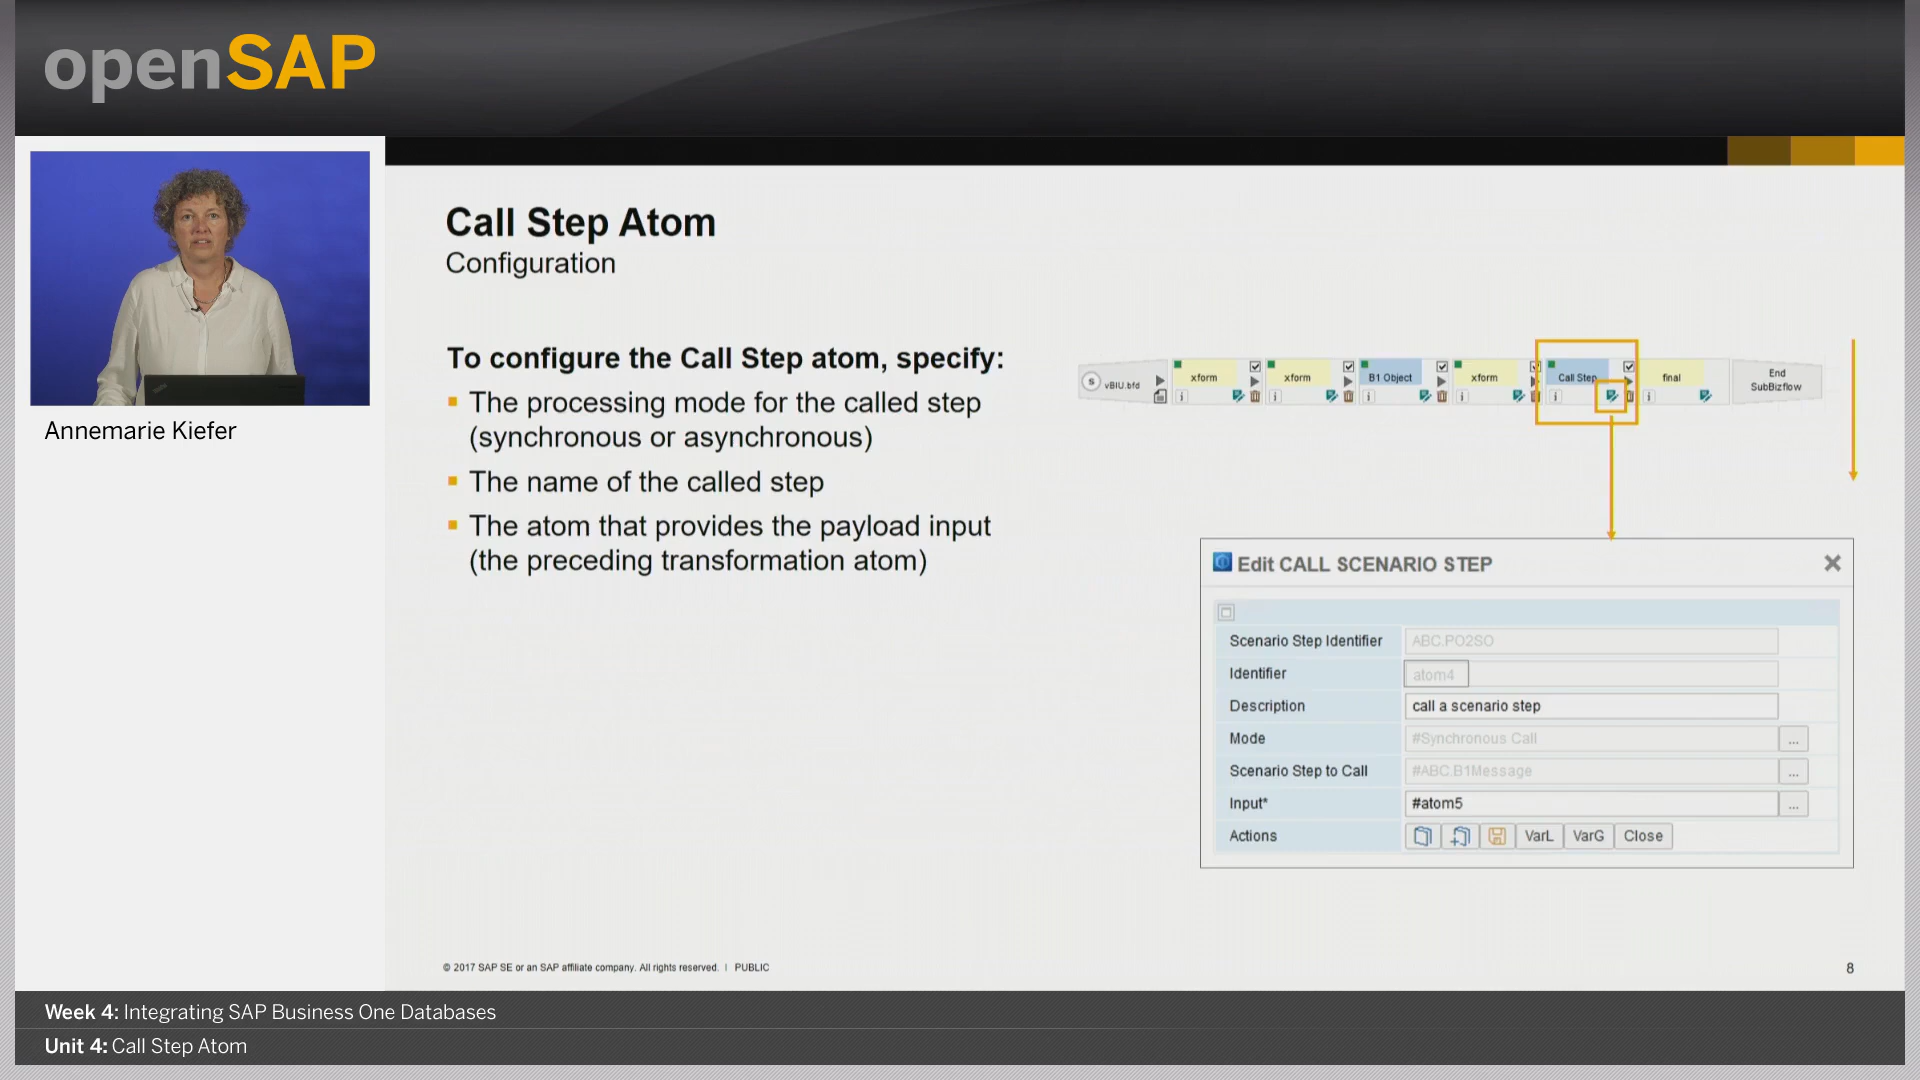 openSAP
Annemarie Kiefer
Call Step Atom
Configuration
To configure the Call Step atom, specify:
The processing mode for the called step
(synchronous or asynchronous)
The name of the called step
The atom that provides the payload input
(the preceding transformation atom)
S vBIU.bfd xform xform B1 Object xform Call Step final End
SubBizflow
i i i i i i
Edit CALL SCENARIO STEP
Scenario Step Identifier ABC.PO2SO
Identifier atom4
Description call a scenario step
Mode #Synchronous Call ...
Scenario Step to Call #ABC.B1Message ...
Input* #atom5 ...
Actions VarL VarG Close
© 2017 SAP SE or an SAP affiliate company. All rights reserved. | PUBLIC
8
Week 4: Integrating SAP Business One Databases
Unit 4: Call Step Atom